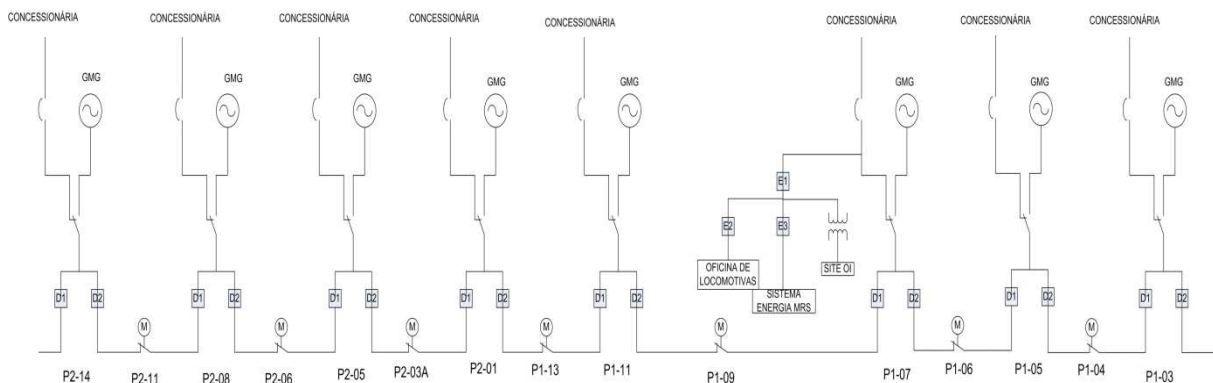 CONCESSIONÁRIA CONCESSIONÁRIA CONCESSIONÁRIA CONCESSIONÁRIA CONCESSIONÁRIA CONCESSIONÁRIA CONCESSIONÁRIA CONCESSIONÁRIA
GMG GMG GMG GMG GMG GMG GMG GMG
E1
E2 E3
OFICINA DE
LOCOMOTIVAS
SITE OI
SISTEMA
ENERGIA MRS
D1 D2 D1 D2 D1 D2 D1 D2 D1 D2 D1 D2 D1 D2 D1 D2
M M M M M M M
P2-14 P2-11 P2-08 P2-06 P2-05 P2-03A P2-01 P1-13 P1-11 P1-09 P1-07 P1-06 P1-05 P1-04 P1-03